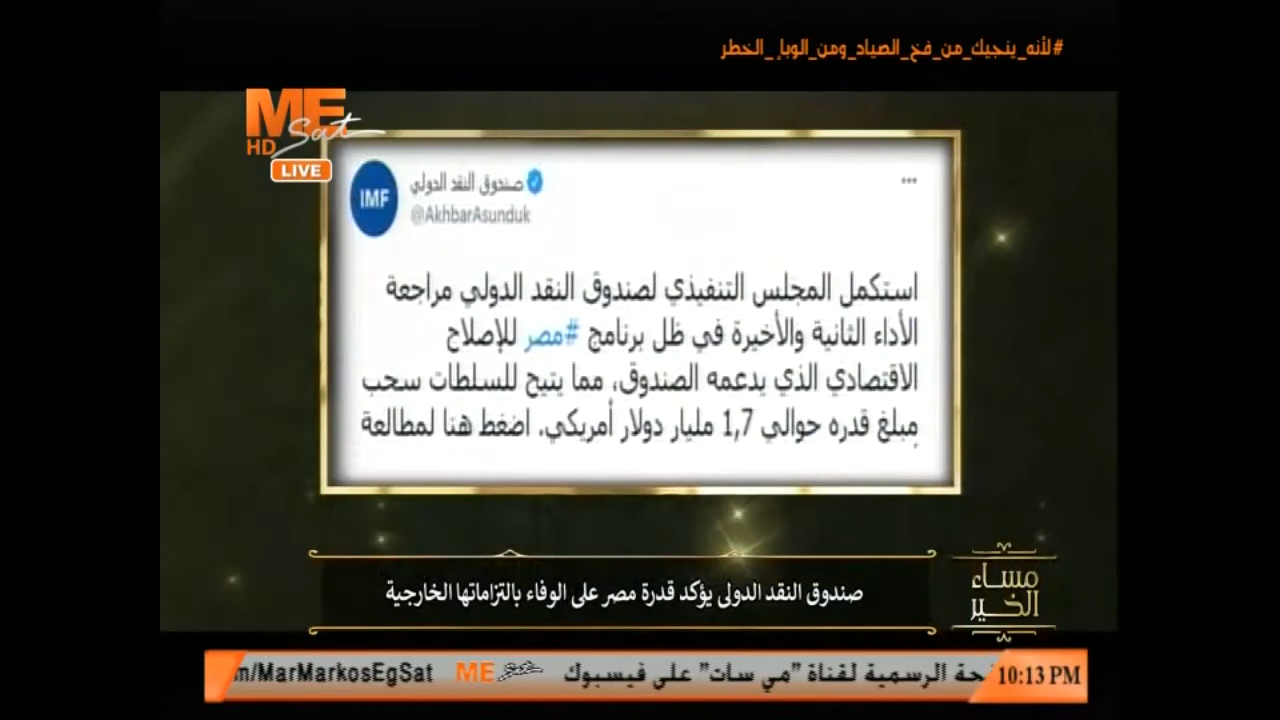 #لأنه_ينجيك_من_فخ_الصياد_ومن_الوبإ_الخطر
ME Sat
HD
LIVE
IMF
صندوق النقد الدولي
@AkhbarAsunduk
...
استكمل المجلس التنفيذي لصندوق النقد الدولي مراجعة
الأداء الثانية والأخيرة في ظل برنامج #مصر للإصلاح
الاقتصادي الذي يدعمه الصندوق، مما يتيح للسلطات سحب
مبلغ قدره حوالي 1,7 مليار دولار أمريكي. اضغط هنا لمطالعة
صندوق النقد الدولى يؤكد قدرة مصر على الوفاء بالتزاماتها الخارجية
مساء
الخير
حة الرسمية لقناة "مي سات" على فيسبوك ME Sat m/MarMarkosEgSat
10:13 PM